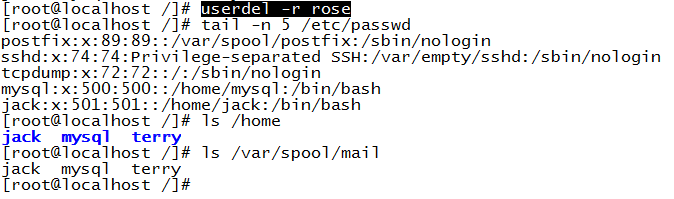 [root@localhost /]# userdel -r rose
[root@localhost /]# tail -n 5 /etc/passwd
postfix:x:89:89::/var/spool/postfix:/sbin/nologin
sshd:x:74:74:Privilege-separated SSH:/var/empty/sshd:/sbin/nologin
tcpdump:x:72:72::/:/sbin/nologin
mysql:x:500:500::/home/mysql:/bin/bash
jack:x:501:501::/home/jack:/bin/bash
[root@localhost /]# ls /home
jack  mysql  terry
[root@localhost /]# ls /var/spool/mail
jack  mysql  terry
[root@localhost /]#